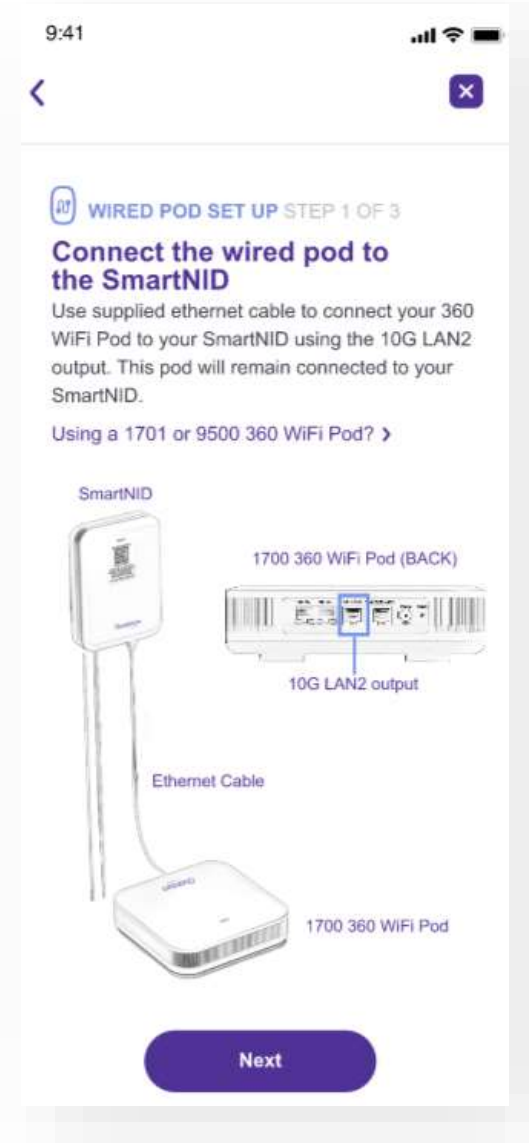 9:41
WIRED POD SET UP STEP 1 OF 3
Connect the wired pod to
the SmartNID
Use supplied ethernet cable to connect your 360
WiFi Pod to your SmartNID using the 10G LAN2
output. This pod will remain connected to your
SmartNID.
Using a 1701 or 9500 360 WiFi Pod? >
SmartNID
1700 360 WiFi Pod (BACK)
10G LAN2 output
Ethernet Cable
1700 360 WiFi Pod
Next